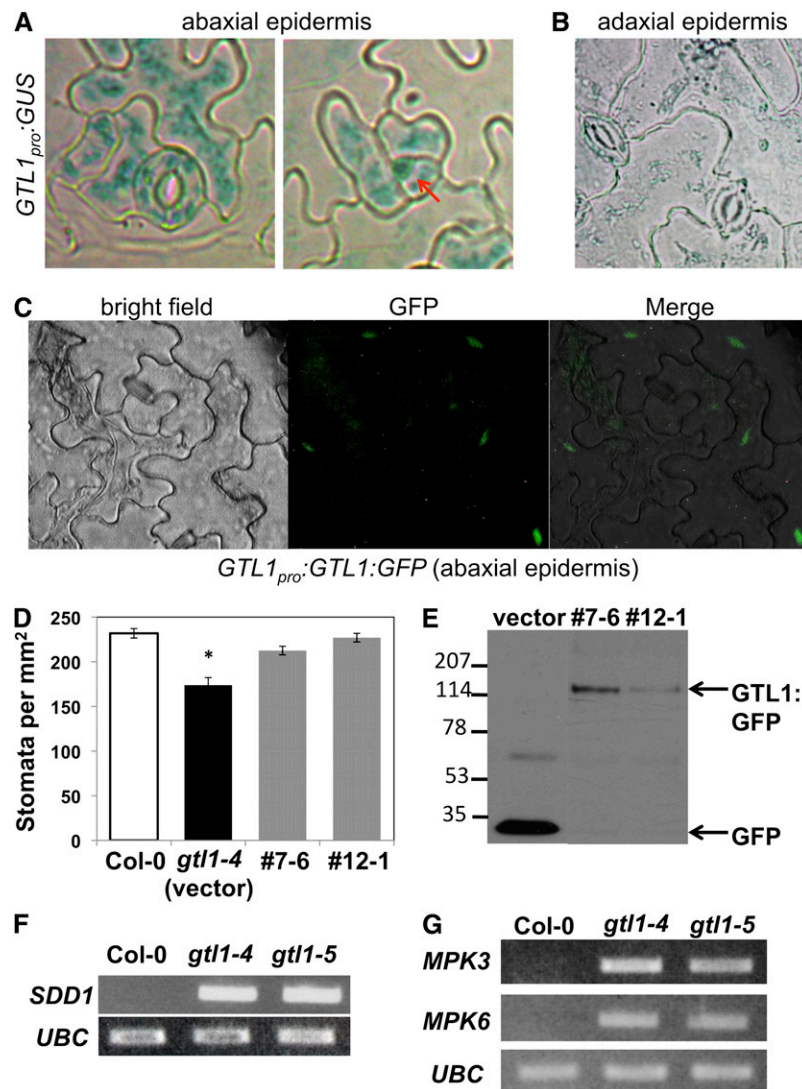 A abaxial epidermis
B adaxial epidermis
GTL1pro:GUS
C
bright field GFP Merge
GTL1pro:GTL1:GFP (abaxial epidermis)
D
Stomata per mm²
250
200
150
100
50
0
*
Col-0 gtl1-4 #7-6 #12-1
(vector)
E vector #7-6 #12-1
207
114
78
53
35
GTL1:
GFP
GFP
F
Col-0 gtl1-4 gtl1-5
SDD1
UBC
G
Col-0 gtl1-4 gtl1-5
MPK3
MPK6
UBC